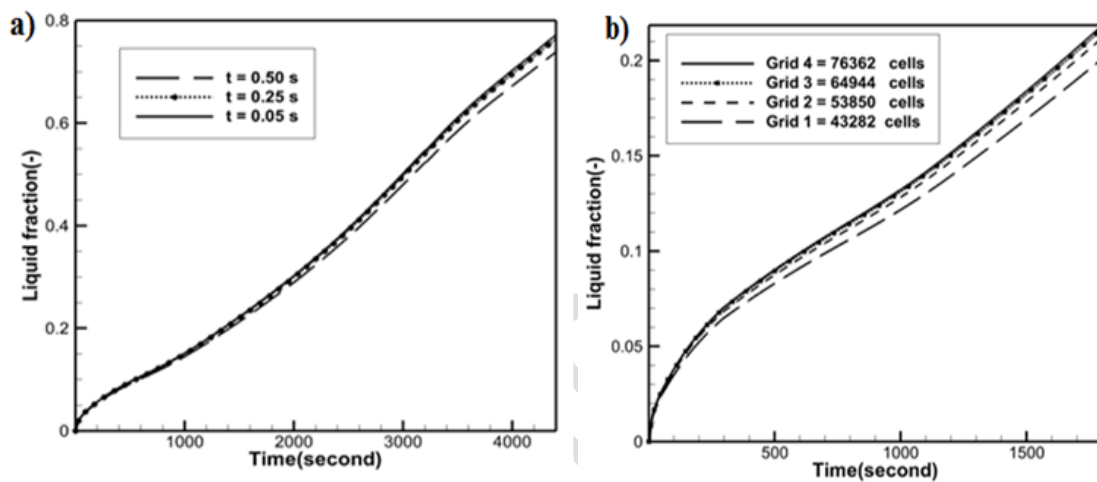 a)
t = 0.50 s
t = 0.25 s
t = 0.05 s
Liquid fraction(-)
0.8
0.6
0.4
0.2
0
1000 2000 3000 4000
Time(second)
b)
Grid 4 = 76362 cells
Grid 3 = 64944 cells
Grid 2 = 53850 cells
Grid 1 = 43282 cells
Liquid fraction(-)
0.2
0.15
0.1
0.05
0
500 1000 1500
Time(second)